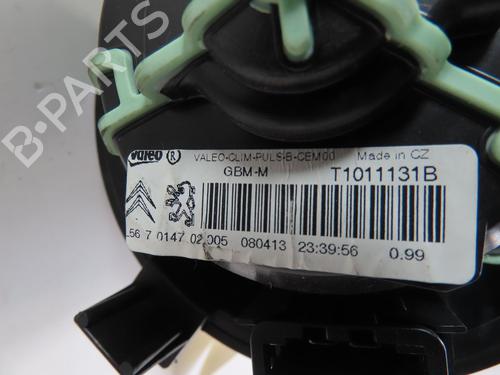 B-PARTS
Valeo ® VALEO-CLIM-PULS-B-CEM00 Made in CZ
GBM-M T1011131B
56 7 0147 02 005 080413 23:39:56 0.99